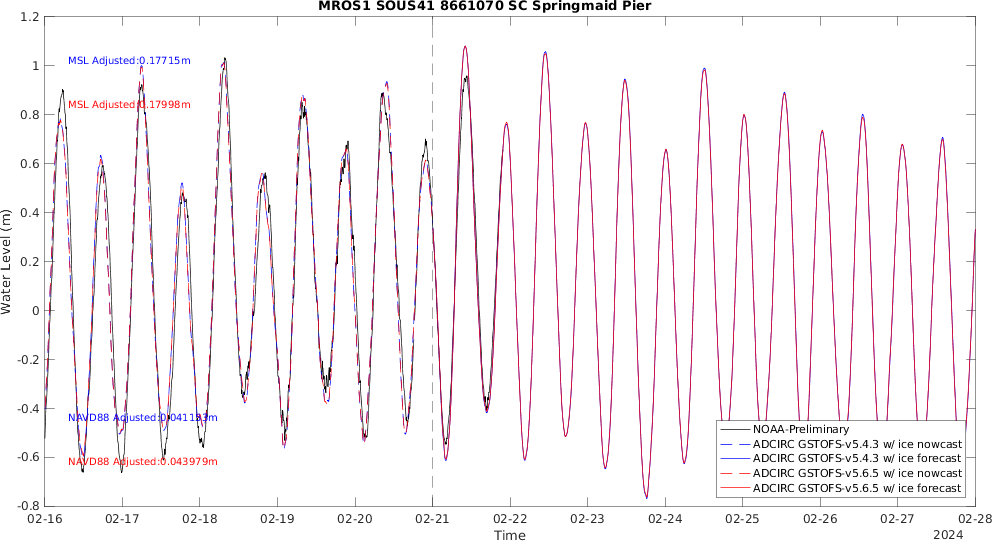 MROS1 SOUS41 8661070 SC Springmaid Pier
1.2
1
0.8
0.6
0.4
0.2
0
-0.2
-0.4
-0.6
-0.8
Water Level (m)
MSL Adjusted:0.17715m
MSL Adjusted:0.17998m
NAVD88 Adjusted:0.041183m
NAVD88 Adjusted:0.043979m
NOAA-Preliminary
ADCIRC GSTOFS-v5.4.3 w/ ice nowcast
ADCIRC GSTOFS-v5.4.3 w/ ice forecast
ADCIRC GSTOFS-v5.6.5 w/ ice nowcast
ADCIRC GSTOFS-v5.6.5 w/ ice forecast
02-16 02-17 02-18 02-19 02-20 02-21 02-22 02-23 02-24 02-25 02-26 02-27 02-28
Time
2024